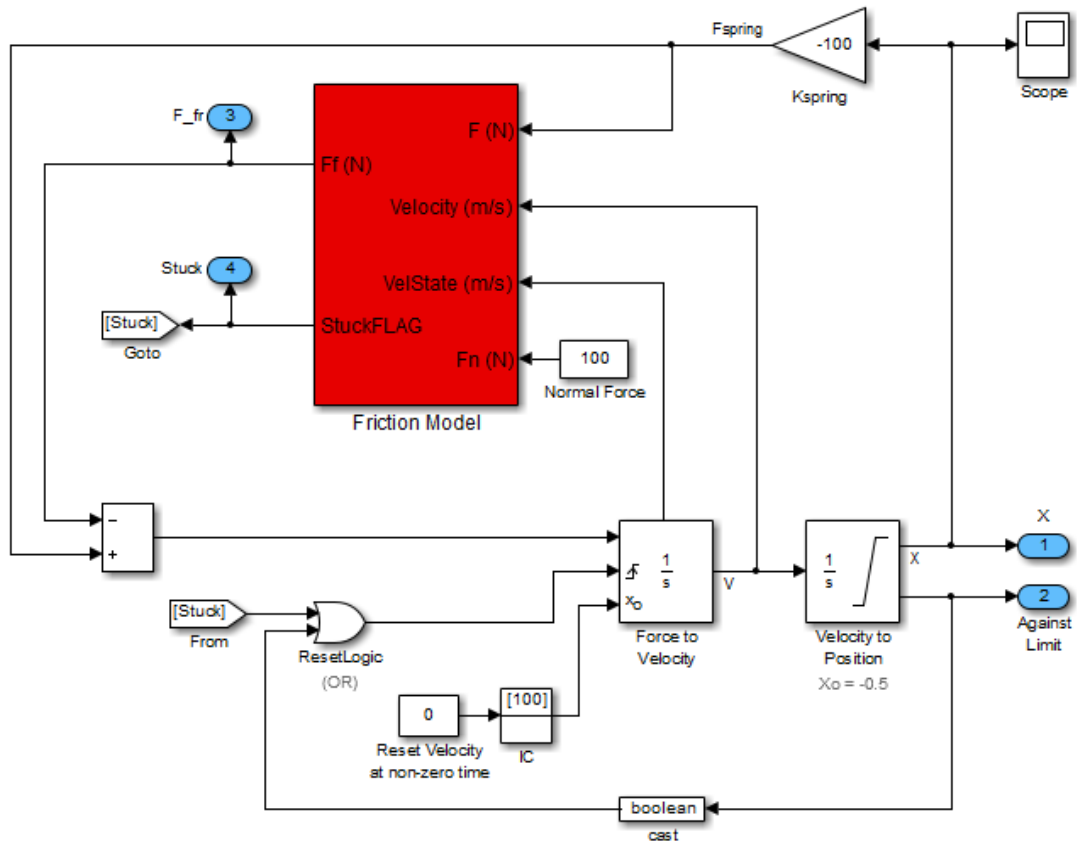 Fspring
-100
Kspring
Scope
F_fr
3
F (N)
Ff (N)
Velocity (m/s)
Stuck
4
VelState (m/s)
[Stuck]
Goto
StuckFLAG
Fn (N)
100
Normal Force
Friction Model
−
+
1
s
xo
V
Force to
Velocity
1
s
X
Velocity to
Position
Xo = -0.5
X
1
2
Against
Limit
[Stuck]
From
ResetLogic
(OR)
0
Reset Velocity
at non-zero time
[100]
IC
boolean
cast